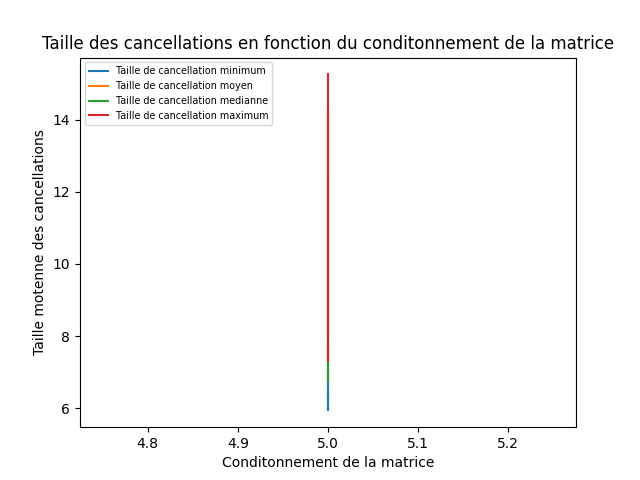 Taille des cancellations en fonction du conditonnement de la matrice
Taille de cancellation minimum
Taille de cancellation moyen
Taille de cancellation medianne
Taille de cancellation maximum
Taille motenne des cancellations
14
12
10
8
6
4.8 4.9 5.0 5.1 5.2
Conditonnement de la matrice